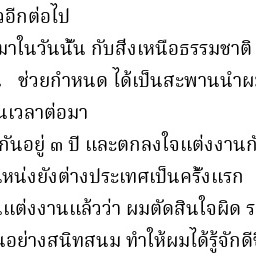 อีกต่อไป
มาในวันนั้น กับสิ่งเหนือธรรมชาติ
ช่วยกำหนด ได้เป็นสะพานนำผม
เวลาต่อมา
กันอยู่ ๓ ปี และตกลงใจแต่งงานกั
แหน่งยังต่างประเทศเป็นครั้งแรก
แต่งงานแล้วว่า ผมตัดสินใจผิด ร
อย่างสนิทสนม ทำให้ผมได้รู้จักดี